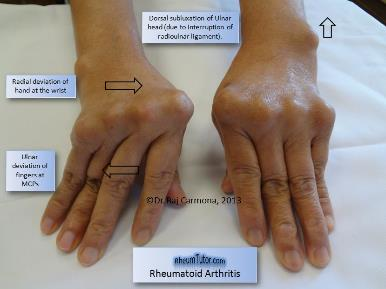 Dorsal subluxation of Ulnar
head (due to interruption of
radioulnar ligament).
Radial deviation of
hand at the wrist
Ulnar
deviation of
fingers at
MCPs
©Dr Raj Carmona, 2013
RheumTutor.com
Rheumatoid Arthritis